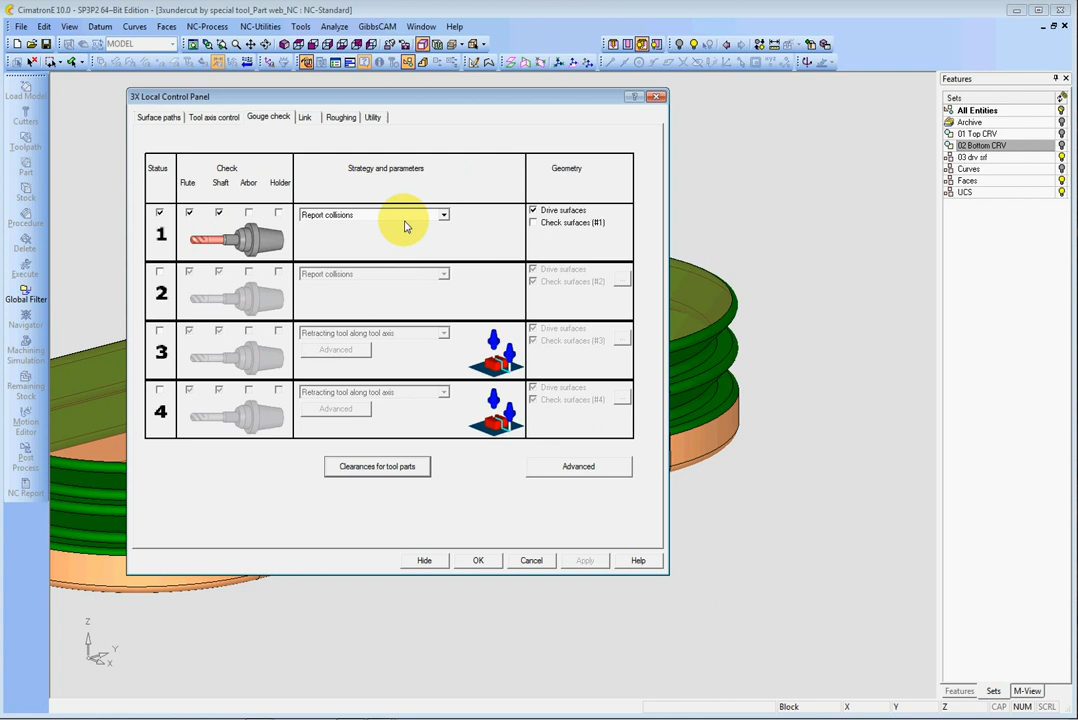 CimatronE 10.0 - SP3P2 64-Bit Edition - [3xundercut by special tool_Part web_NC : NC-Standard]
File Edit View Datum Curves Faces NC-Process NC-Utilities Tools Analyze GibbsCAM Window Help
MODEL
Load Model
Cutters
Toolpath
Part
Stock
Procedure
Delete
Execute
Global Filter
Navigator
Machining Simulation
Remaining Stock
Motion Editor
Post Process
NC Report
3X Local Control Panel
Surface paths Tool axis control Gouge check Link Roughing Utility
Status Check Strategy and parameters Geometry
Flute Shaft Arbor Holder
1 Report collisions Drive surfaces
Check surfaces (#1)
2 Report collisions Drive surfaces
Check surfaces (#2) ...
3 Retracting tool along tool axis Drive surfaces
Advanced Check surfaces (#3) ...
4 Retracting tool along tool axis Drive surfaces
Advanced Check surfaces (#4) ...
Clearances for tool parts Advanced
Hide OK Cancel Apply Help
Z
Y
X
Features
Sets
All Entities
Archive
01 Top CRV
02 Bottom CRV
03 drv srf
Curves
Faces
UCS
Features Sets M-View
Block X Y Z CAP NUM SCRL